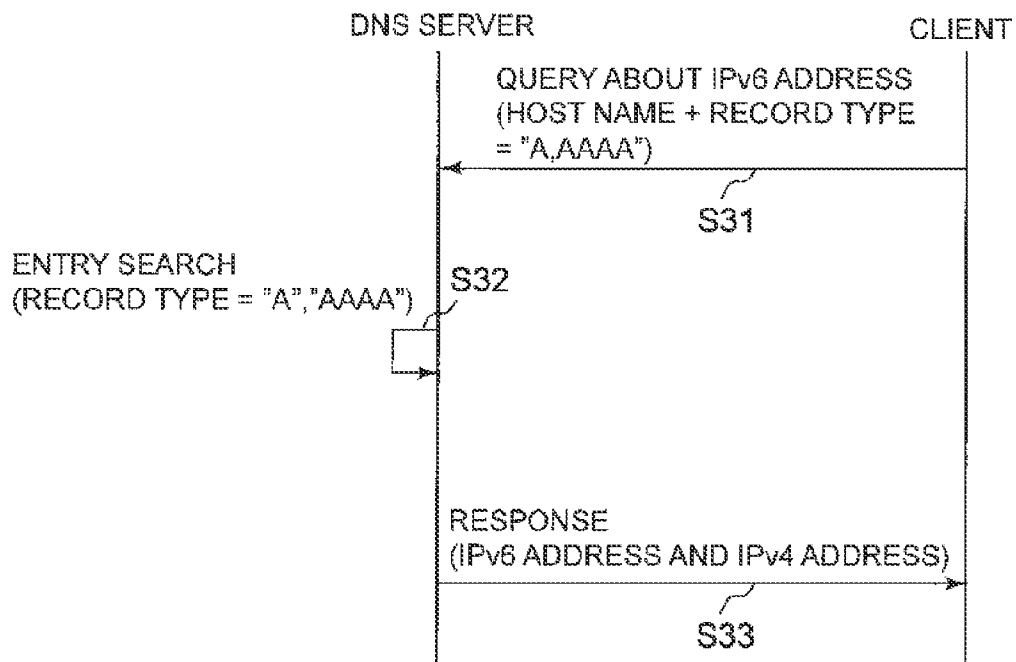 DNS SERVER
CLIENT
QUERY ABOUT IPv6 ADDRESS
(HOST NAME + RECORD TYPE
= "A,AAAA")
S31
ENTRY SEARCH
(RECORD TYPE = "A","AAAA")
S32
RESPONSE
(IPv6 ADDRESS AND IPv4 ADDRESS)
S33